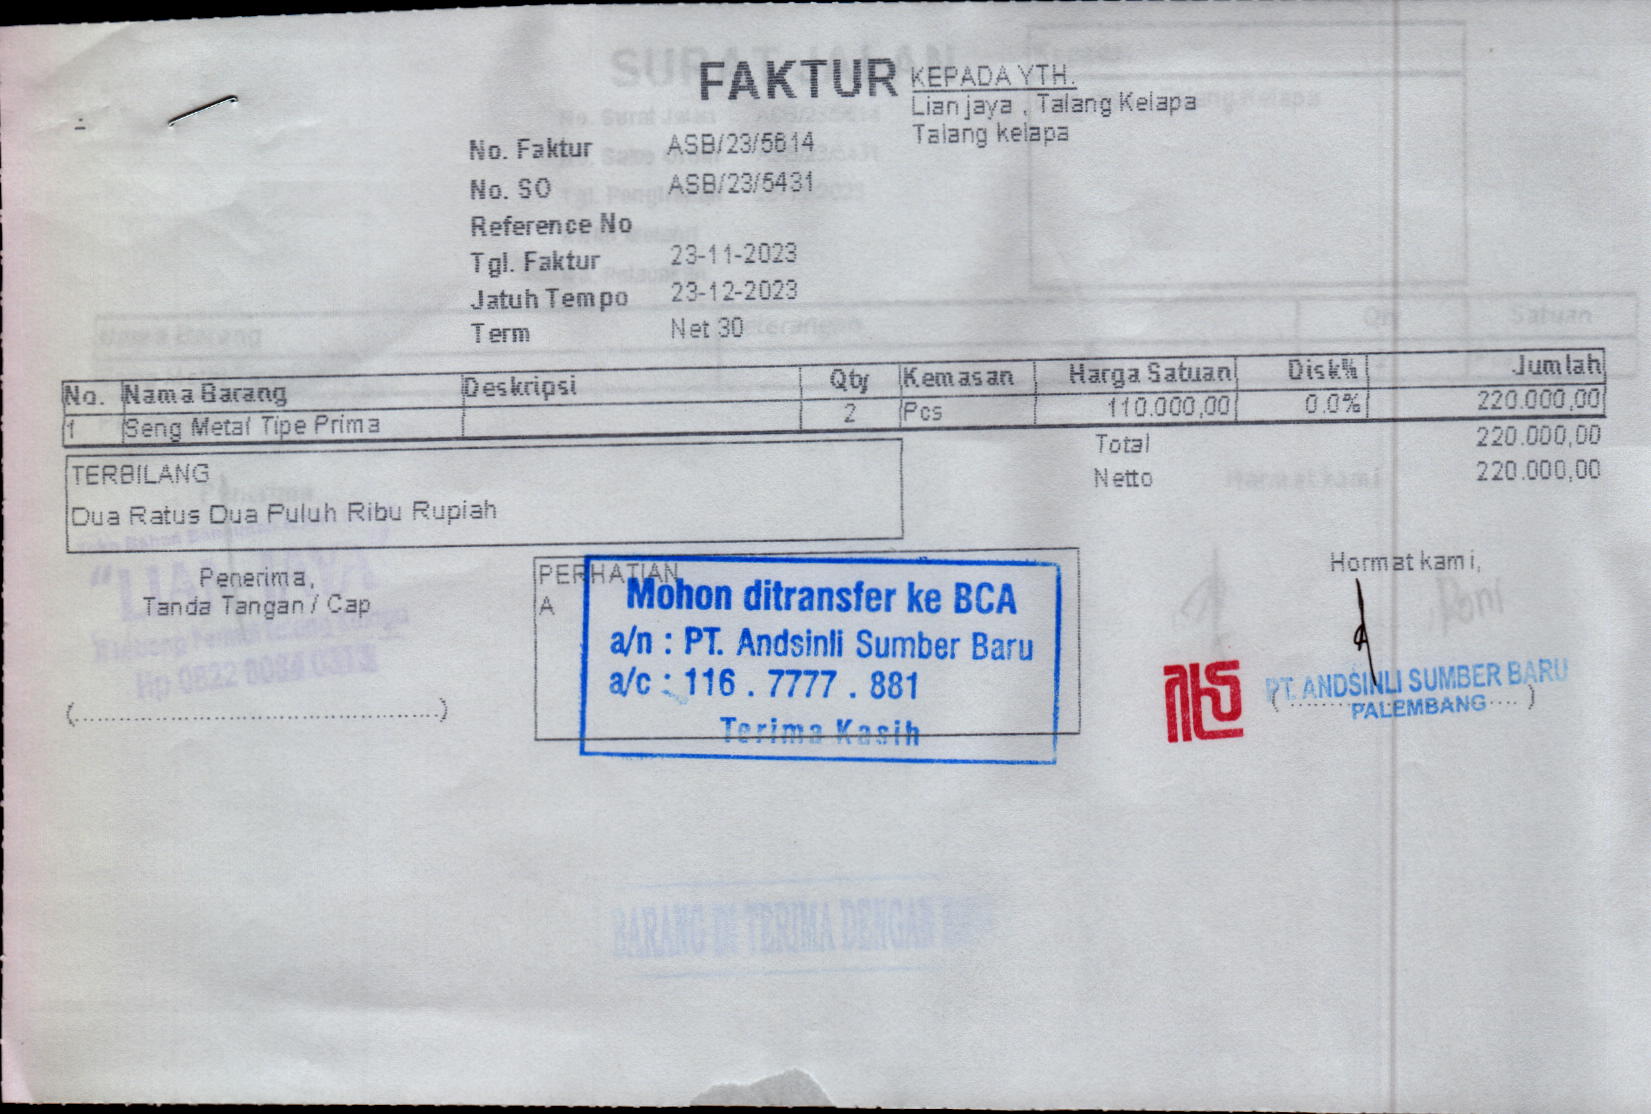 FAKTUR
KEPADA YTH.
Lian jaya , Talang Kelapa
Talang kelapa
No. Faktur ASB/23/5614
No. SO ASB/23/5431
Reference No
Tgl. Faktur 23-11-2023
Jatuh Tempo 23-12-2023
Term Net 30
No. Nama Barang Deskripsi Qty Kemasan Harga Satuan Disk% Jumlah
1 Seng Metal Tipe Prima 2 Pcs 110.000,00 0.0% 220.000,00
Total 220.000,00
Netto 220.000,00
TERBILANG
Dua Ratus Dua Puluh Ribu Rupiah
Penerima,
Tanda Tangan / Cap
(..................................................)
PERHATIAN
A
Mohon ditransfer ke BCA
a/n : PT. Andsinli Sumber Baru
a/c : 116 . 7777 . 881
Terima Kasih
Hormat kami,
PT. ANDSINLI SUMBER BARU
PALEMBANG
BARANG DI TERIMA DENGAN